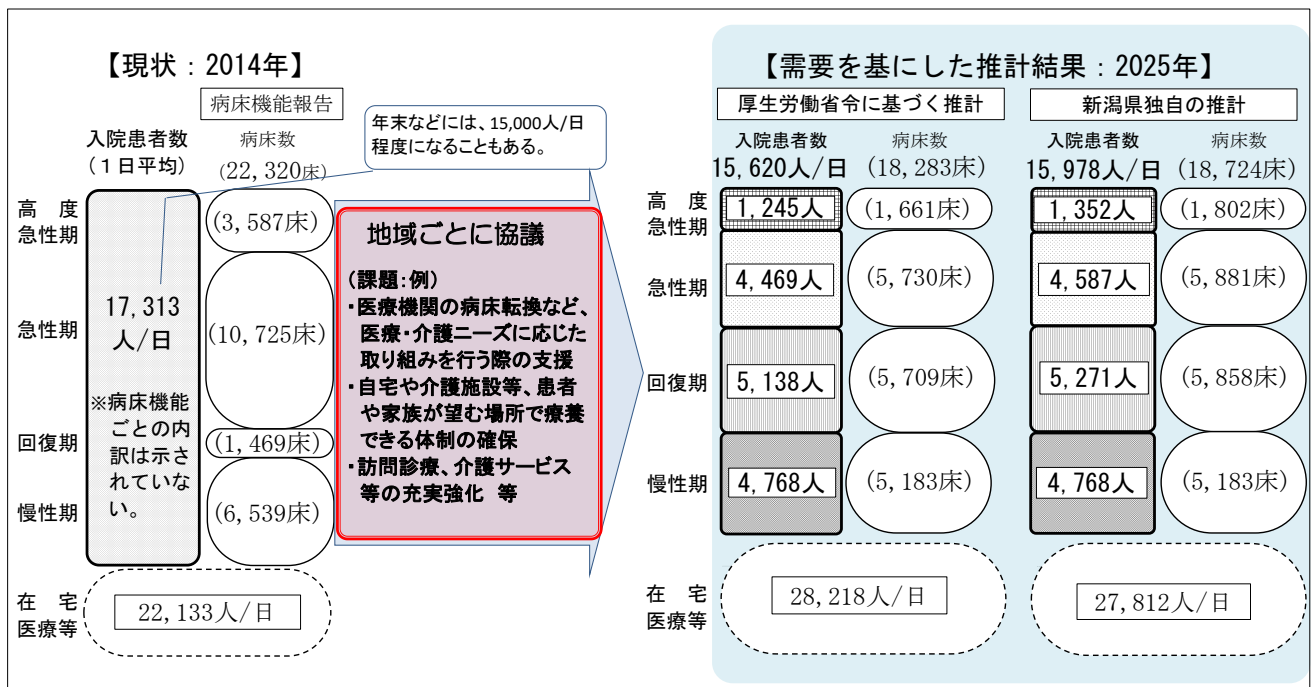 【現状：2014年】
病床機能報告
入院患者数
（１日平均）
病床数
(22,320床)
年末などには、15,000人/日
程度になることもある。
高　度
急性期
(3,587床)
急性期
17,313
人/日
(10,725床)
※病床機能
ごとの内
訳は示さ
れていな
い。
回復期
(1,469床)
慢性期
(6,539床)
在　宅
医療等
22,133人/日
地域ごとに協議
(課題：例)
・医療機関の病床転換など、
医療・介護ニーズに応じた
取り組みを行う際の支援
・自宅や介護施設等、患者
や家族が望む場所で療養
できる体制の確保
・訪問診療、介護サービス
等の充実強化　等
【需要を基にした推計結果：2025年】
厚生労働省令に基づく推計
新潟県独自の推計
入院患者数
病床数
入院患者数
病床数
15,620人/日
(18,283床)
15,978人/日
(18,724床)
高　度
急性期
1,245人
(1,661床)
1,352人
(1,802床)
急性期
4,469人
(5,730床)
4,587人
(5,881床)
回復期
5,138人
(5,709床)
5,271人
(5,858床)
慢性期
4,768人
(5,183床)
4,768人
(5,183床)
在　宅
医療等
28,218人/日
27,812人/日